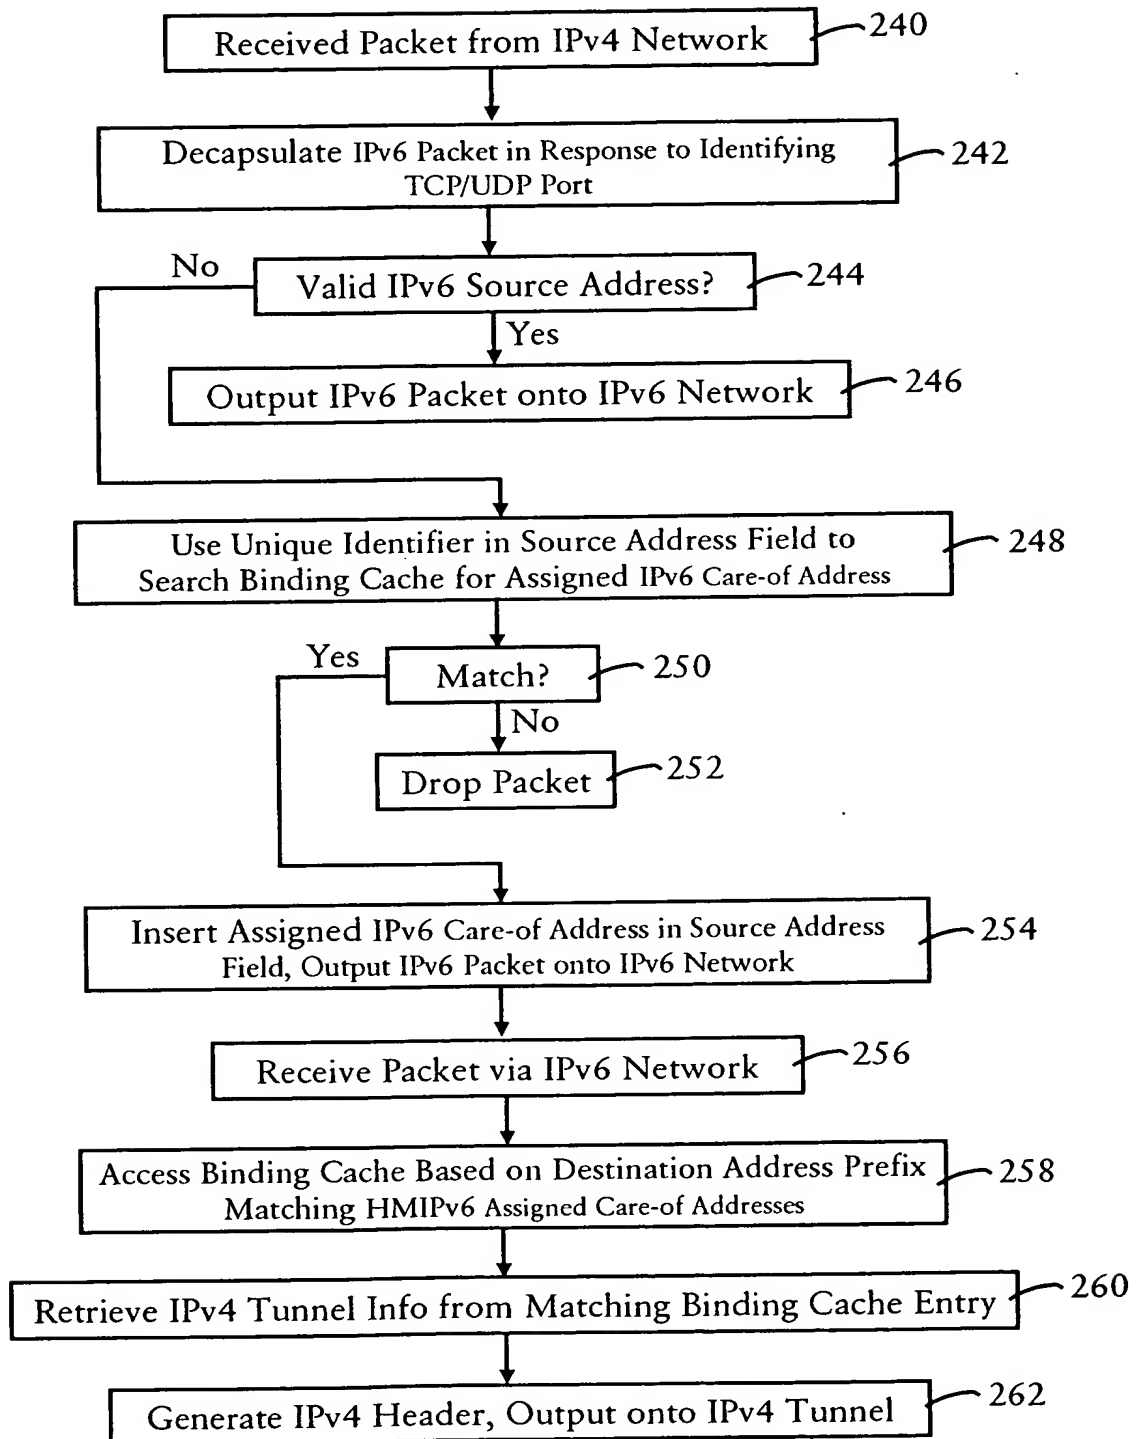 Received Packet from IPv4 Network
240
Decapsulate IPv6 Packet in Response to Identifying
TCP/UDP Port
242
No
Valid IPv6 Source Address?
244
Yes
Output IPv6 Packet onto IPv6 Network
246
Use Unique Identifier in Source Address Field to
Search Binding Cache for Assigned IPv6 Care-of Address
248
Yes
Match?
250
No
Drop Packet
252
Insert Assigned IPv6 Care-of Address in Source Address
Field, Output IPv6 Packet onto IPv6 Network
254
Receive Packet via IPv6 Network
256
Access Binding Cache Based on Destination Address Prefix
Matching HMIPv6 Assigned Care-of Addresses
258
Retrieve IPv4 Tunnel Info from Matching Binding Cache Entry
260
Generate IPv4 Header, Output onto IPv4 Tunnel
262